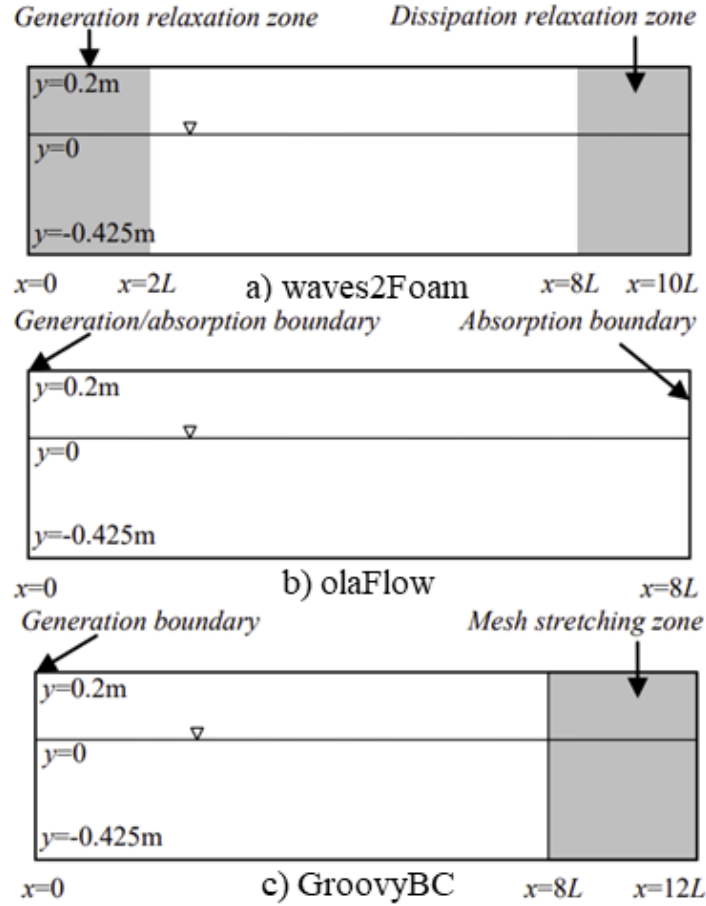 Generation relaxation zone Dissipation relaxation zone
y=0.2m
y=0
y=-0.425m
x=0 x=2L a) waves2Foam x=8L x=10L
Generation/absorption boundary Absorption boundary
y=0.2m
y=0
y=-0.425m
x=0 b) olaFlow x=8L
Generation boundary Mesh stretching zone
y=0.2m
y=0
y=-0.425m
x=0 c) GroovyBC x=8L x=12L